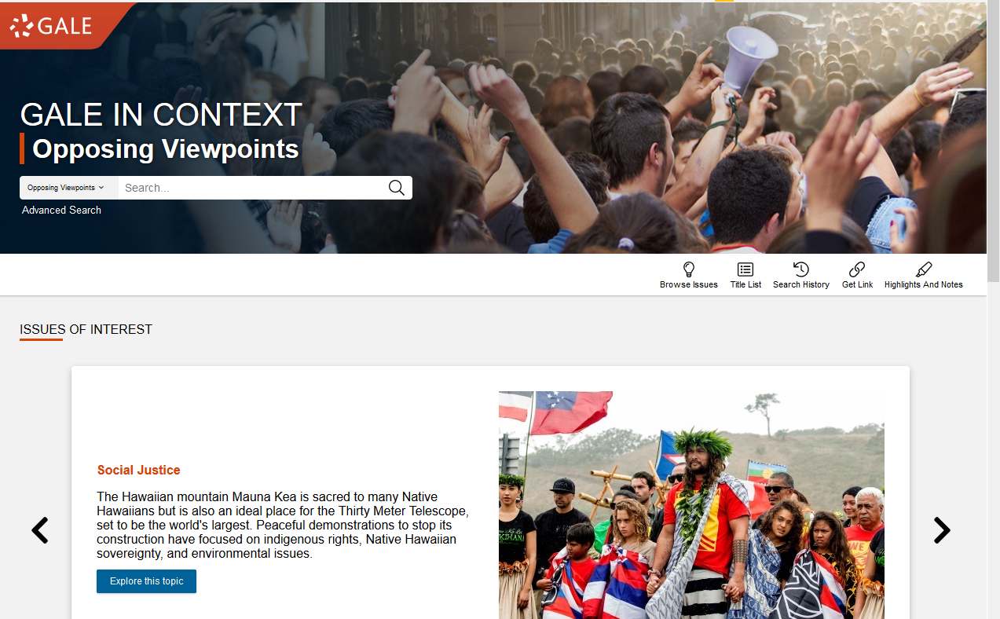 GALE
GALE IN CONTEXT
Opposing Viewpoints
Opposing Viewpoints
Search...
Advanced Search
Browse Issues
Title List
Search History
Get Link
Highlights And Notes
ISSUES OF INTEREST
Social Justice
The Hawaiian mountain Mauna Kea is sacred to many Native
Hawaiians but is also an ideal place for the Thirty Meter Telescope,
set to be the world's largest. Peaceful demonstrations to stop its
construction have focused on indigenous rights, Native Hawaiian
sovereignty, and environmental issues.
Explore this topic